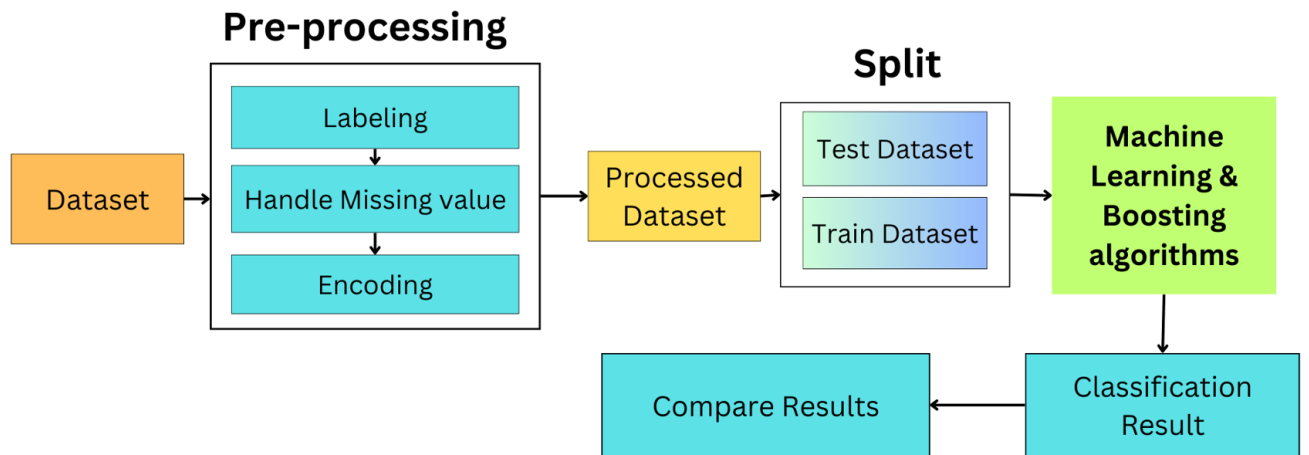 Pre-processing
Labeling
Handle Missing value
Encoding
Dataset
Processed
Dataset
Split
Test Dataset
Train Dataset
Machine
Learning &
Boosting
algorithms
Classification
Result
Compare Results